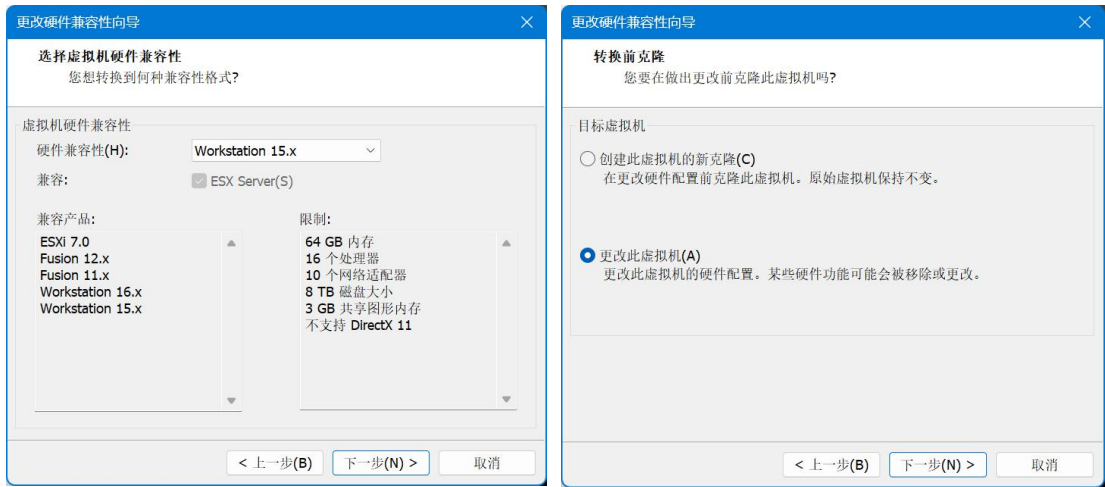 更改硬件兼容性向导
选择虚拟机硬件兼容性
您想转换到何种兼容性格式?
虚拟机硬件兼容性
硬件兼容性(H):
Workstation 15.x
兼容:
ESX Server(S)
兼容产品:
ESXi 7.0
Fusion 12.x
Fusion 11.x
Workstation 16.x
Workstation 15.x
限制:
64 GB 内存
16 个处理器
10 个网络适配器
8 TB 磁盘大小
3 GB 共享图形内存
不支持 DirectX 11
< 上一步(B)
下一步(N) >
取消
更改硬件兼容性向导
转换前克隆
您要在做出更改前克隆此虚拟机吗?
目标虚拟机
创建此虚拟机的新克隆(C)
在更改硬件配置前克隆此虚拟机。原始虚拟机保持不变。
更改此虚拟机(A)
更改此虚拟机的硬件配置。某些硬件功能可能会被移除或更改。
< 上一步(B)
下一步(N) >
取消